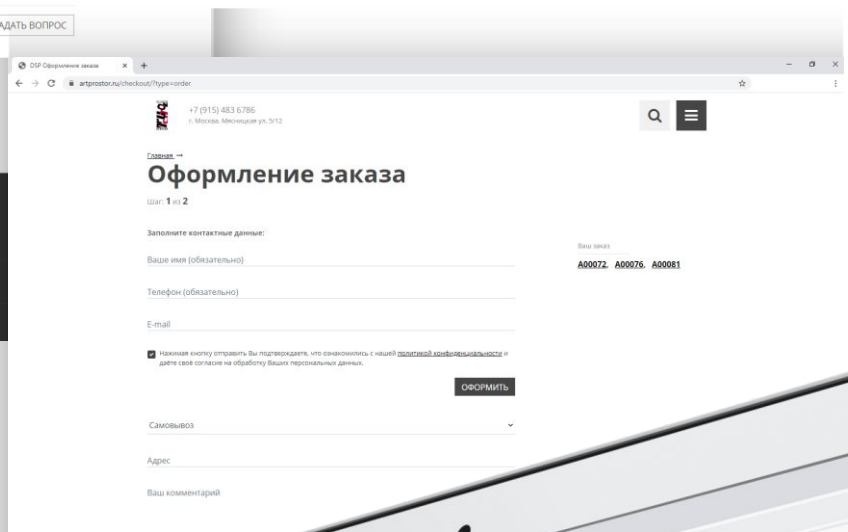 АДАТЬ ВОПРОС
DSP Оформление заказа
artprostor.ru/checkout/?type=order
+7 (915) 483 6786
г. Москва, Мясницкая ул. 5/12
Главная →
Оформление заказа
Шаг: 1 из 2
Заполните контактные данные:
Ваше имя (обязательно)
Телефон (обязательно)
E-mail
Нажимая кнопку отправить Вы подтверждаете, что ознакомились с нашей политикой конфиденциальности и
даёте своё согласие на обработку Ваших персональных данных.
ОФОРМИТЬ
Самовывоз
Адрес
Ваш комментарий
Ваш заказ
A00072, A00076, A00081